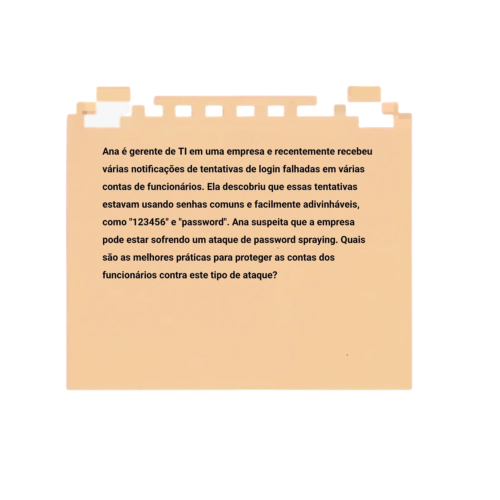 Ana é gerente de TI em uma empresa e recentemente recebeu
várias notificações de tentativas de login falhadas em várias
contas de funcionários. Ela descobriu que essas tentativas
estavam usando senhas comuns e facilmente adivinháveis,
como "123456" e "password". Ana suspeita que a empresa
pode estar sofrendo um ataque de password spraying. Quais
são as melhores práticas para proteger as contas dos
funcionários contra este tipo de ataque?